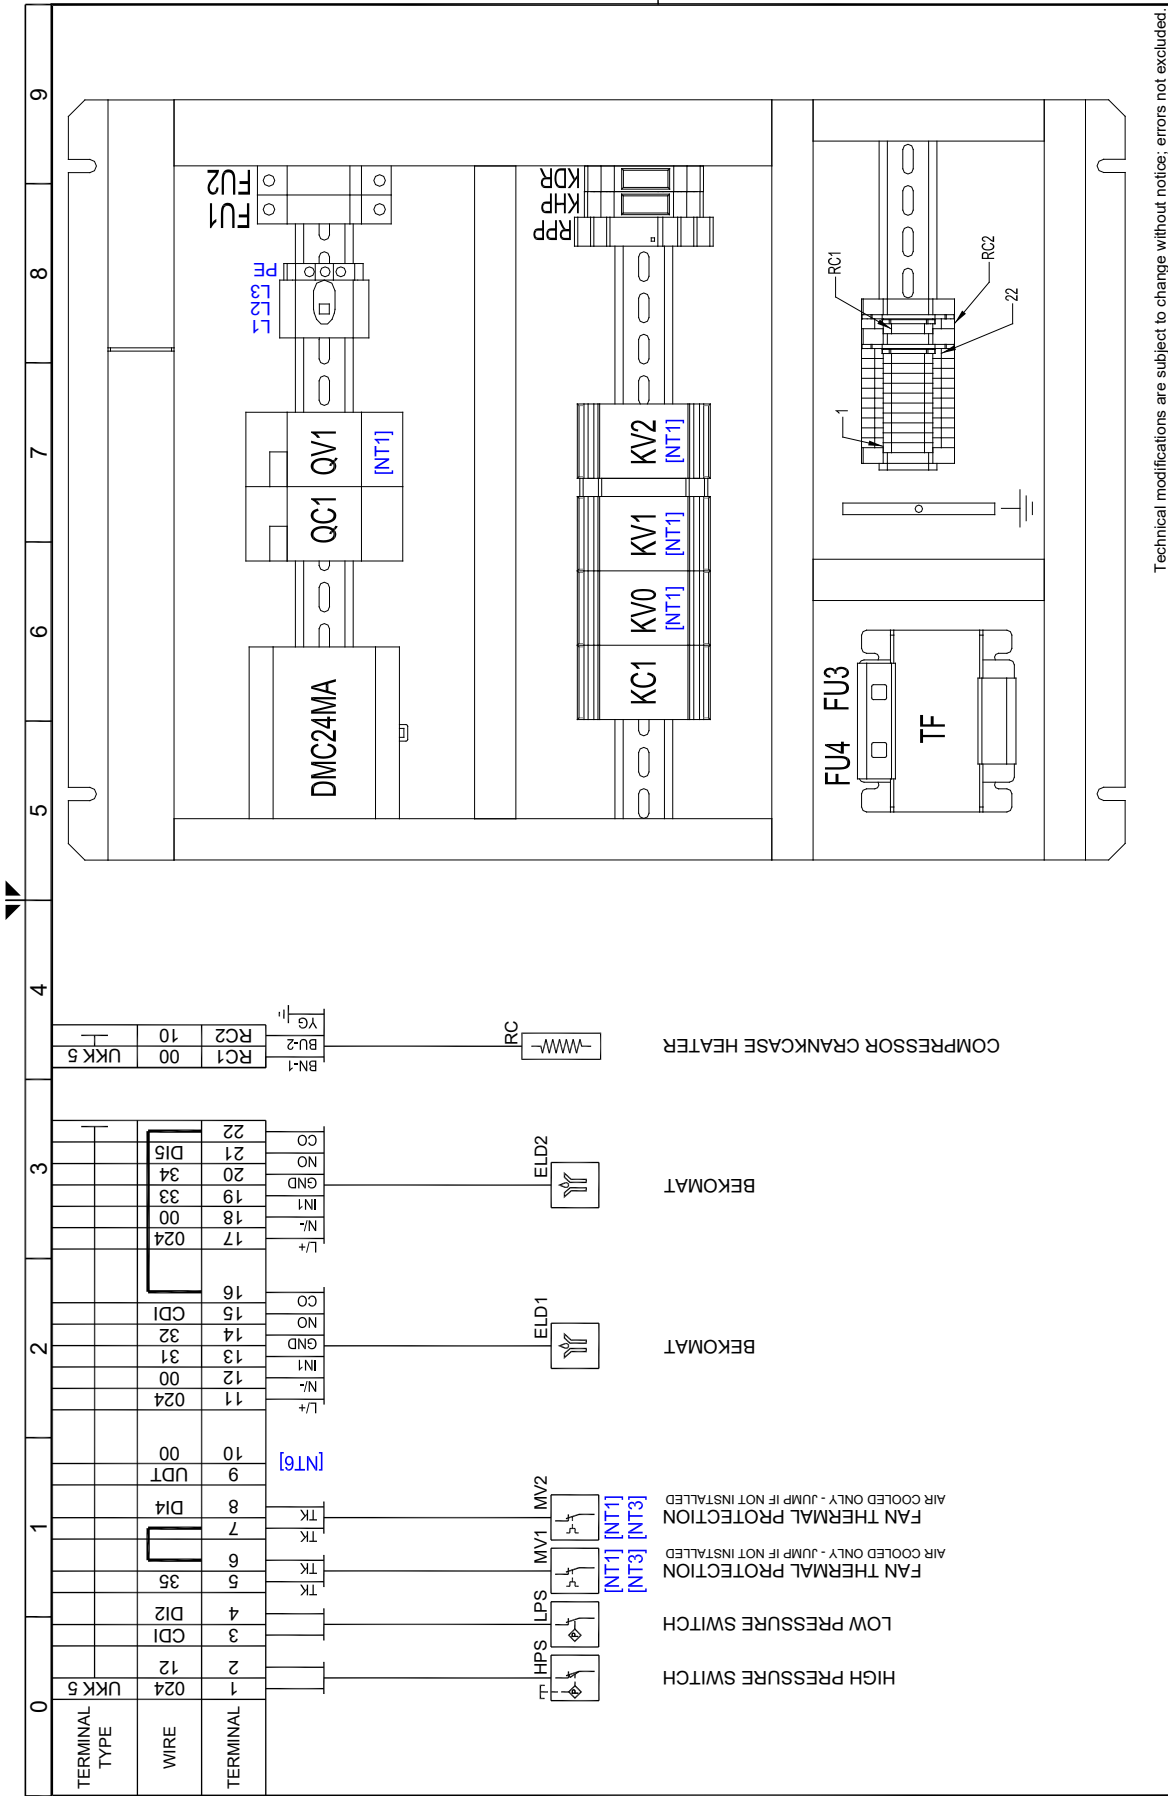 0 1 2 3 4 5 6 7 8 9
TERMINAL TYPE UKK 5 UKK 5
WIRE 024 12 CDI DI2 35 DI4 UDT 00 024 00 31 32 CDI 024 00 33 34 DI5 00 10
TERMINAL 1 2 3 4 5 6 7 8 9 10 11 12 13 14 15 16 17 18 19 20 21 22 RC1 RC2
TK TK TK TK [NT6] L/+ N/- IN1 GND NO CO L/+ N/- IN1 GND NO CO BN-1 BU-2 YG
HPS LPS MV1 MV2 ELD1 ELD2 RC
[NT1] [NT1]
[NT3] [NT3]
HIGH PRESSURE SWITCH
LOW PRESSURE SWITCH
FAN THERMAL PROTECTION
AIR COOLED ONLY - JUMP IF NOT INSTALLED
FAN THERMAL PROTECTION
AIR COOLED ONLY - JUMP IF NOT INSTALLED
BEKOMAT
BEKOMAT
COMPRESSOR CRANKCASE HEATER
FU1 FU2
L1 L2 L3 PE
DMC24MA QC1 QV1
[NT1]
RPP KHP KDR
KC1 KV0 KV1 KV2
[NT1] [NT1] [NT1]
FU4 FU3
TF
1
RC1
RC2
22
Technical modifications are subject to change without notice; errors not excluded.